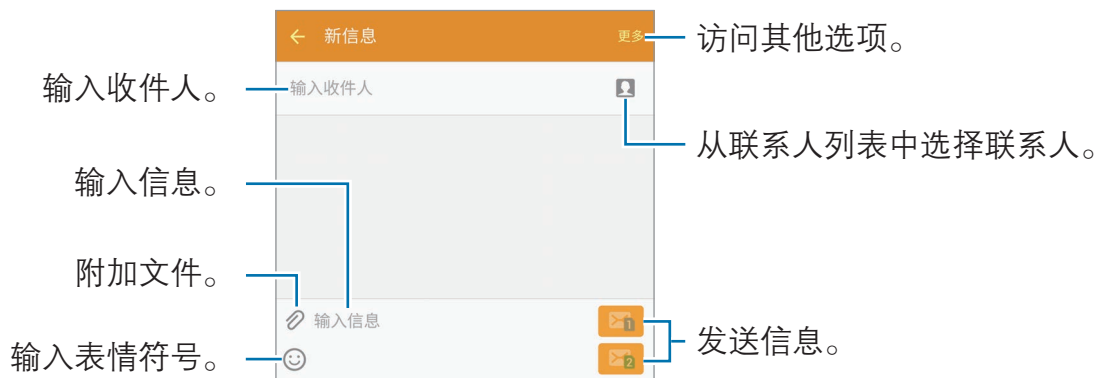 新信息
更多
访问其他选项。
输入收件人。
输入收件人
从联系人列表中选择联系人。
输入信息。
附加文件。
输入信息
1
发送信息。
输入表情符号。
2